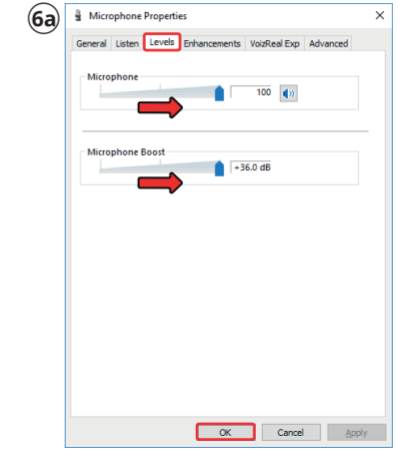 6a
Microphone Properties
General Listen Levels Enhancements VoizReal Exp Advanced
Microphone
100
Microphone Boost
+36.0 dB
OK Cancel Apply